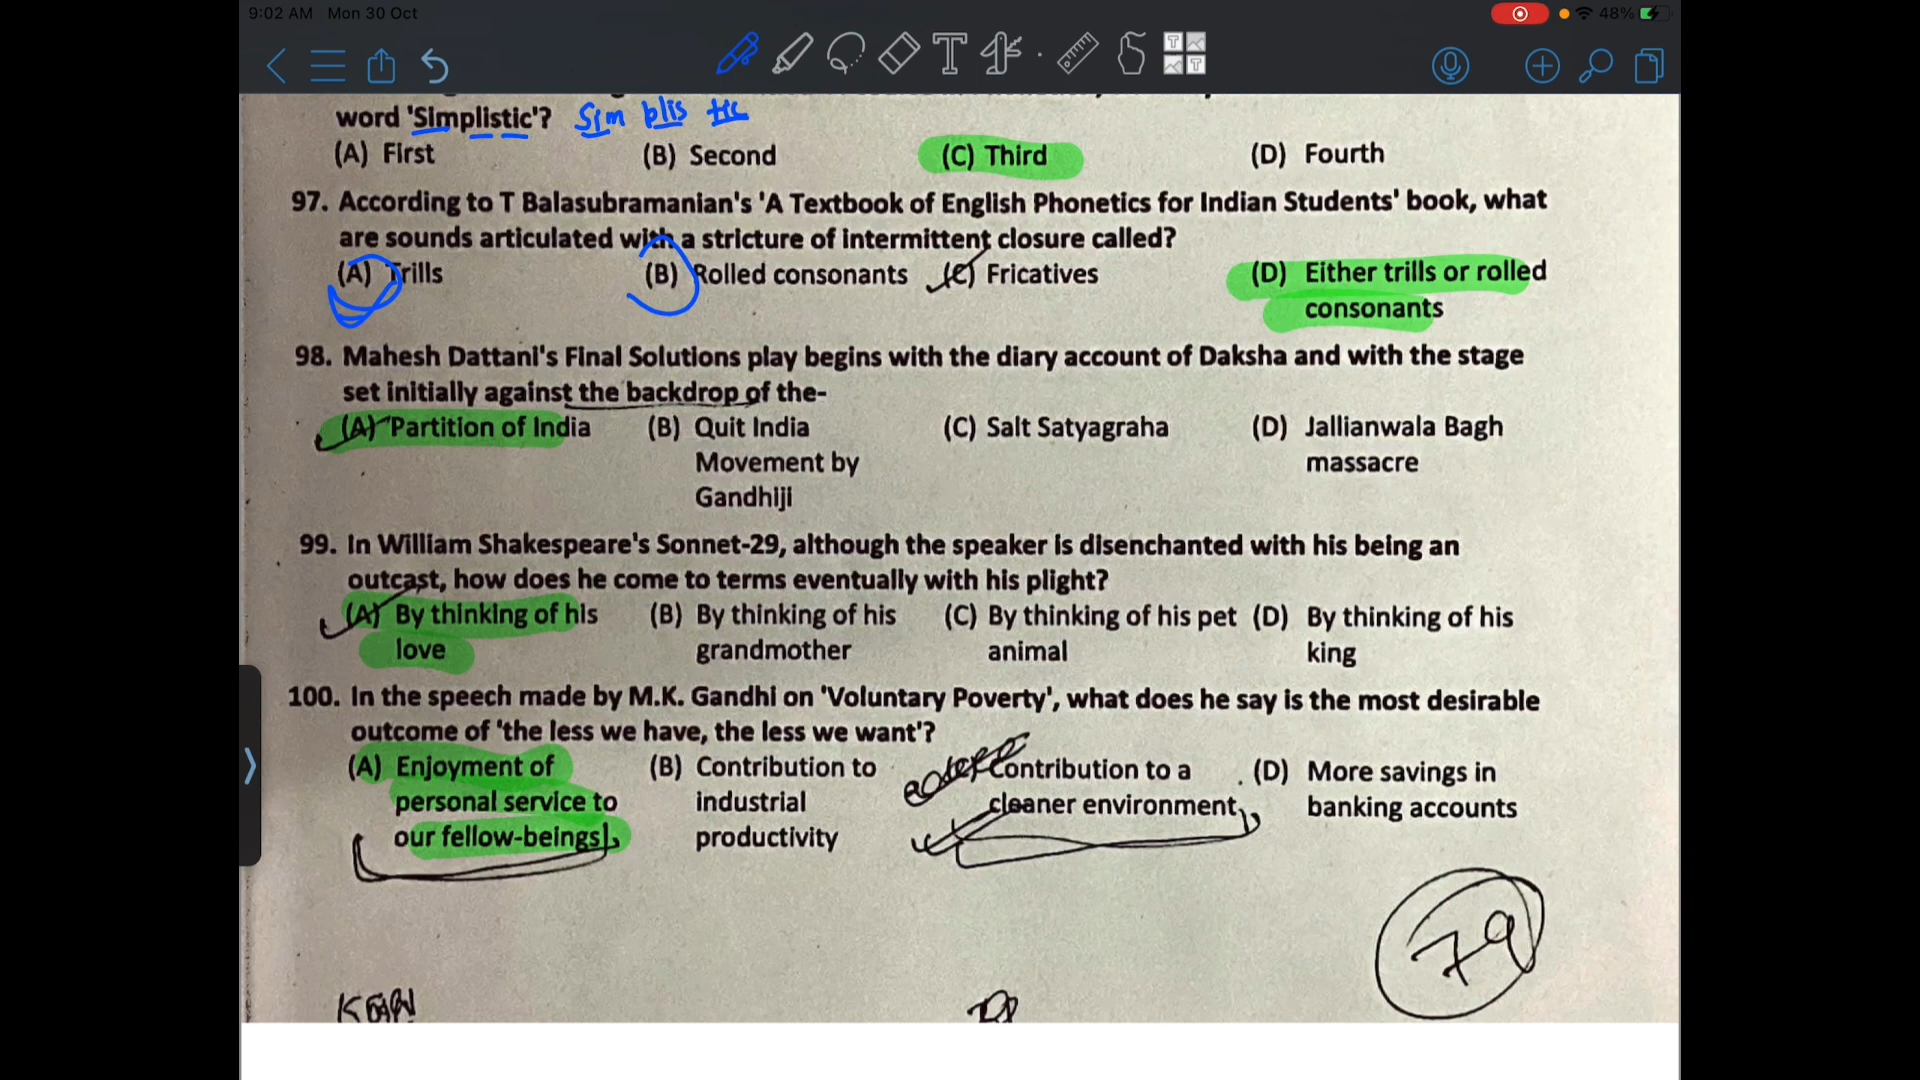 9:02 AM Mon 30 Oct
48%
word 'Simplistic'? Sim plis tic
(A) First (B) Second (C) Third (D) Fourth
97. According to T Balasubramanian's 'A Textbook of English Phonetics for Indian Students' book, what
are sounds articulated with a stricture of intermittent closure called?
(A) Trills (B) Rolled consonants (C) Fricatives (D) Either trills or rolled
consonants
98. Mahesh Dattani's Final Solutions play begins with the diary account of Daksha and with the stage
set initially against the backdrop of the-
(A) Partition of India (B) Quit India (C) Salt Satyagraha (D) Jallianwala Bagh
Movement by massacre
Gandhiji
99. In William Shakespeare's Sonnet-29, although the speaker is disenchanted with his being an
outcast, how does he come to terms eventually with his plight?
(A) By thinking of his (B) By thinking of his (C) By thinking of his pet (D) By thinking of his
love grandmother animal king
100. In the speech made by M.K. Gandhi on 'Voluntary Poverty', what does he say is the most desirable
outcome of 'the less we have, the less we want'?
(A) Enjoyment of (B) Contribution to Contribution to a (D) More savings in
personal service to industrial cleaner environment banking accounts
our fellow-beings productivity
79